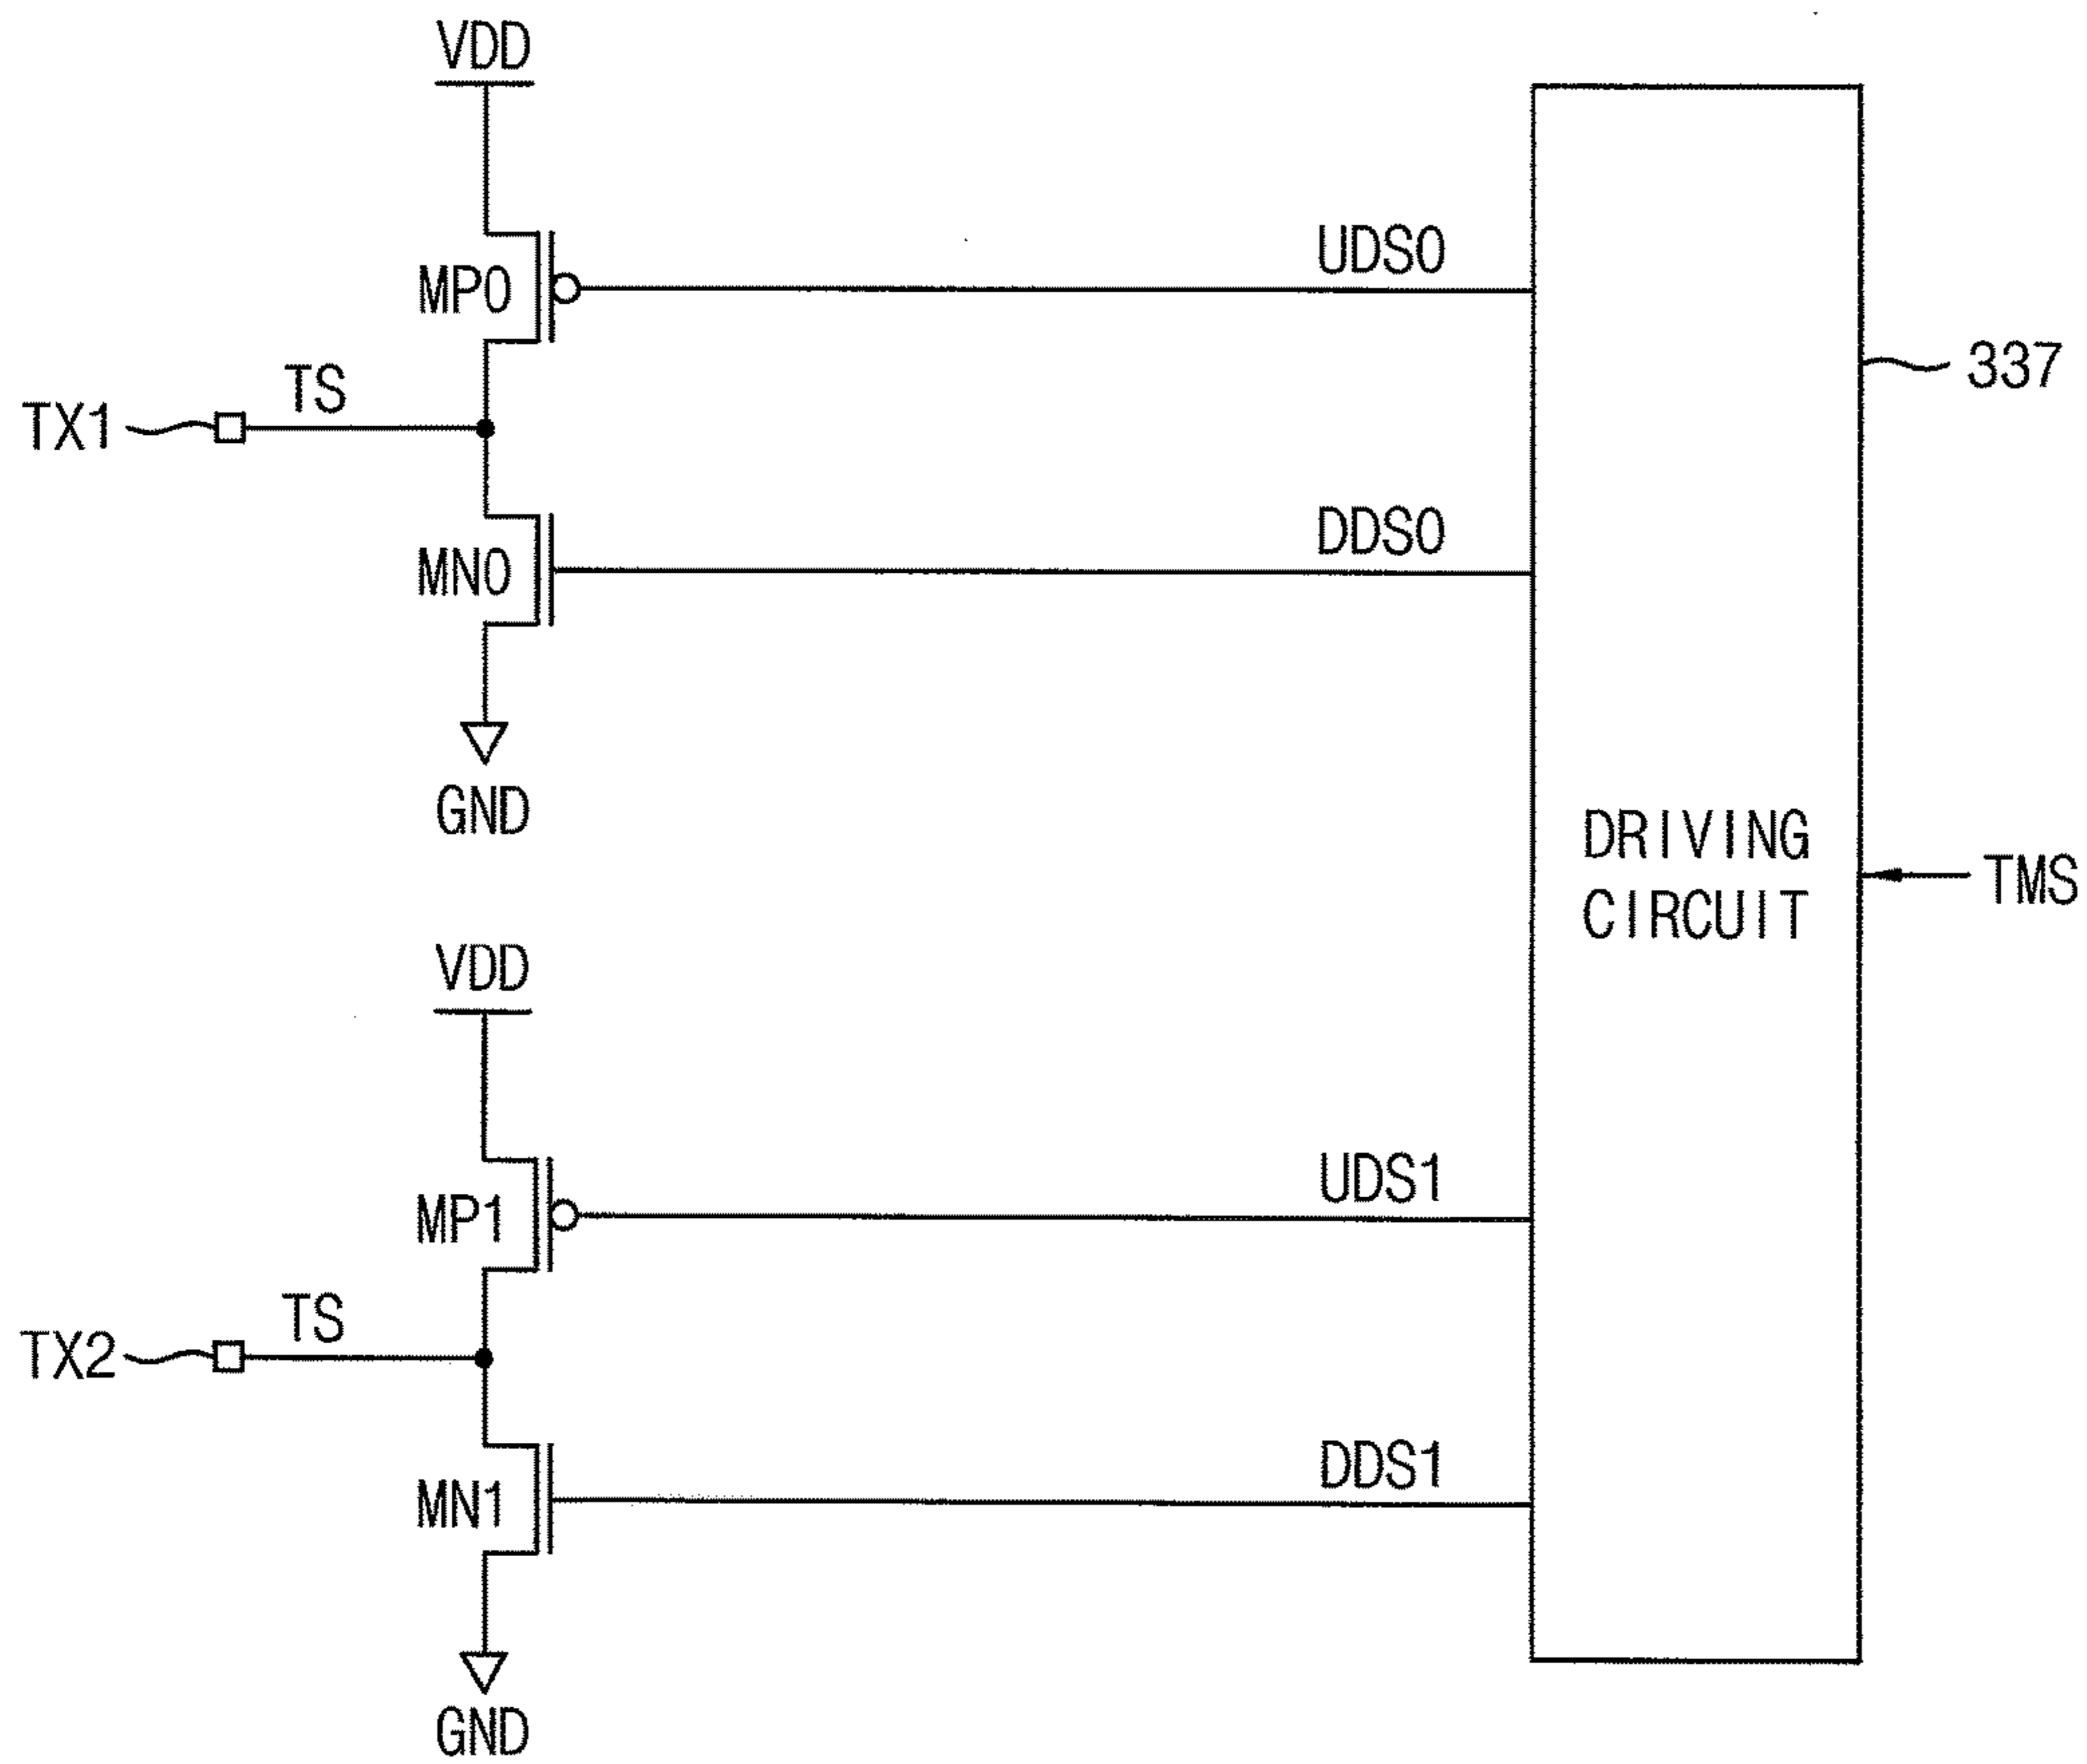 VDD
UDS0
MP0
337
TS
TX1
DDS0
MN0
GND
DRIVING
CIRCUIT
TMS
VDD
UDS1
MP1
TS
TX2
DDS1
MN1
GND